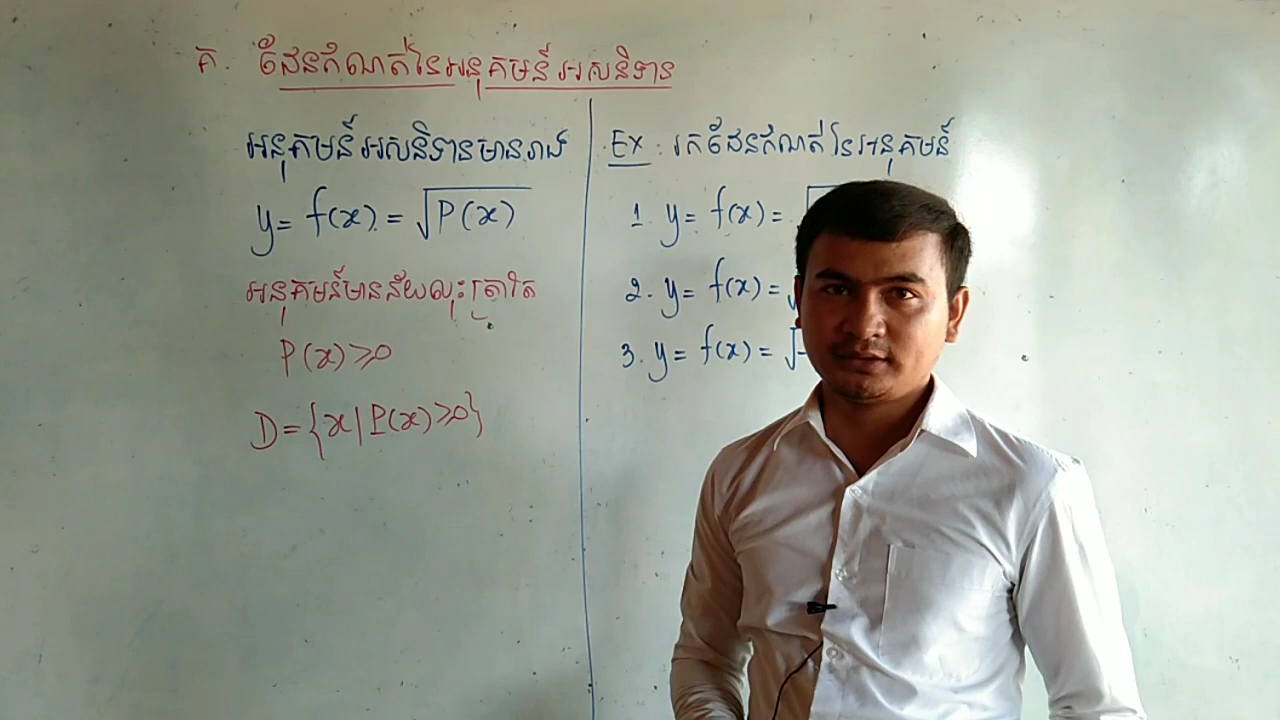 គ. ដែនកំណត់នៃអនុគមន៍ អសនិទាន
អនុគមន៍ អសនិទានមានរាង
y = f(x) = √P(x)
អនុគមន៍មានន័យលុះត្រាតែ
P(x) ≥ 0
D = {x | P(x) ≥ 0}
Ex : រកដែនកំណត់នៃអនុគមន៍
1. y = f(x) = √
2. y = f(x) = √
3. y = f(x) = √-